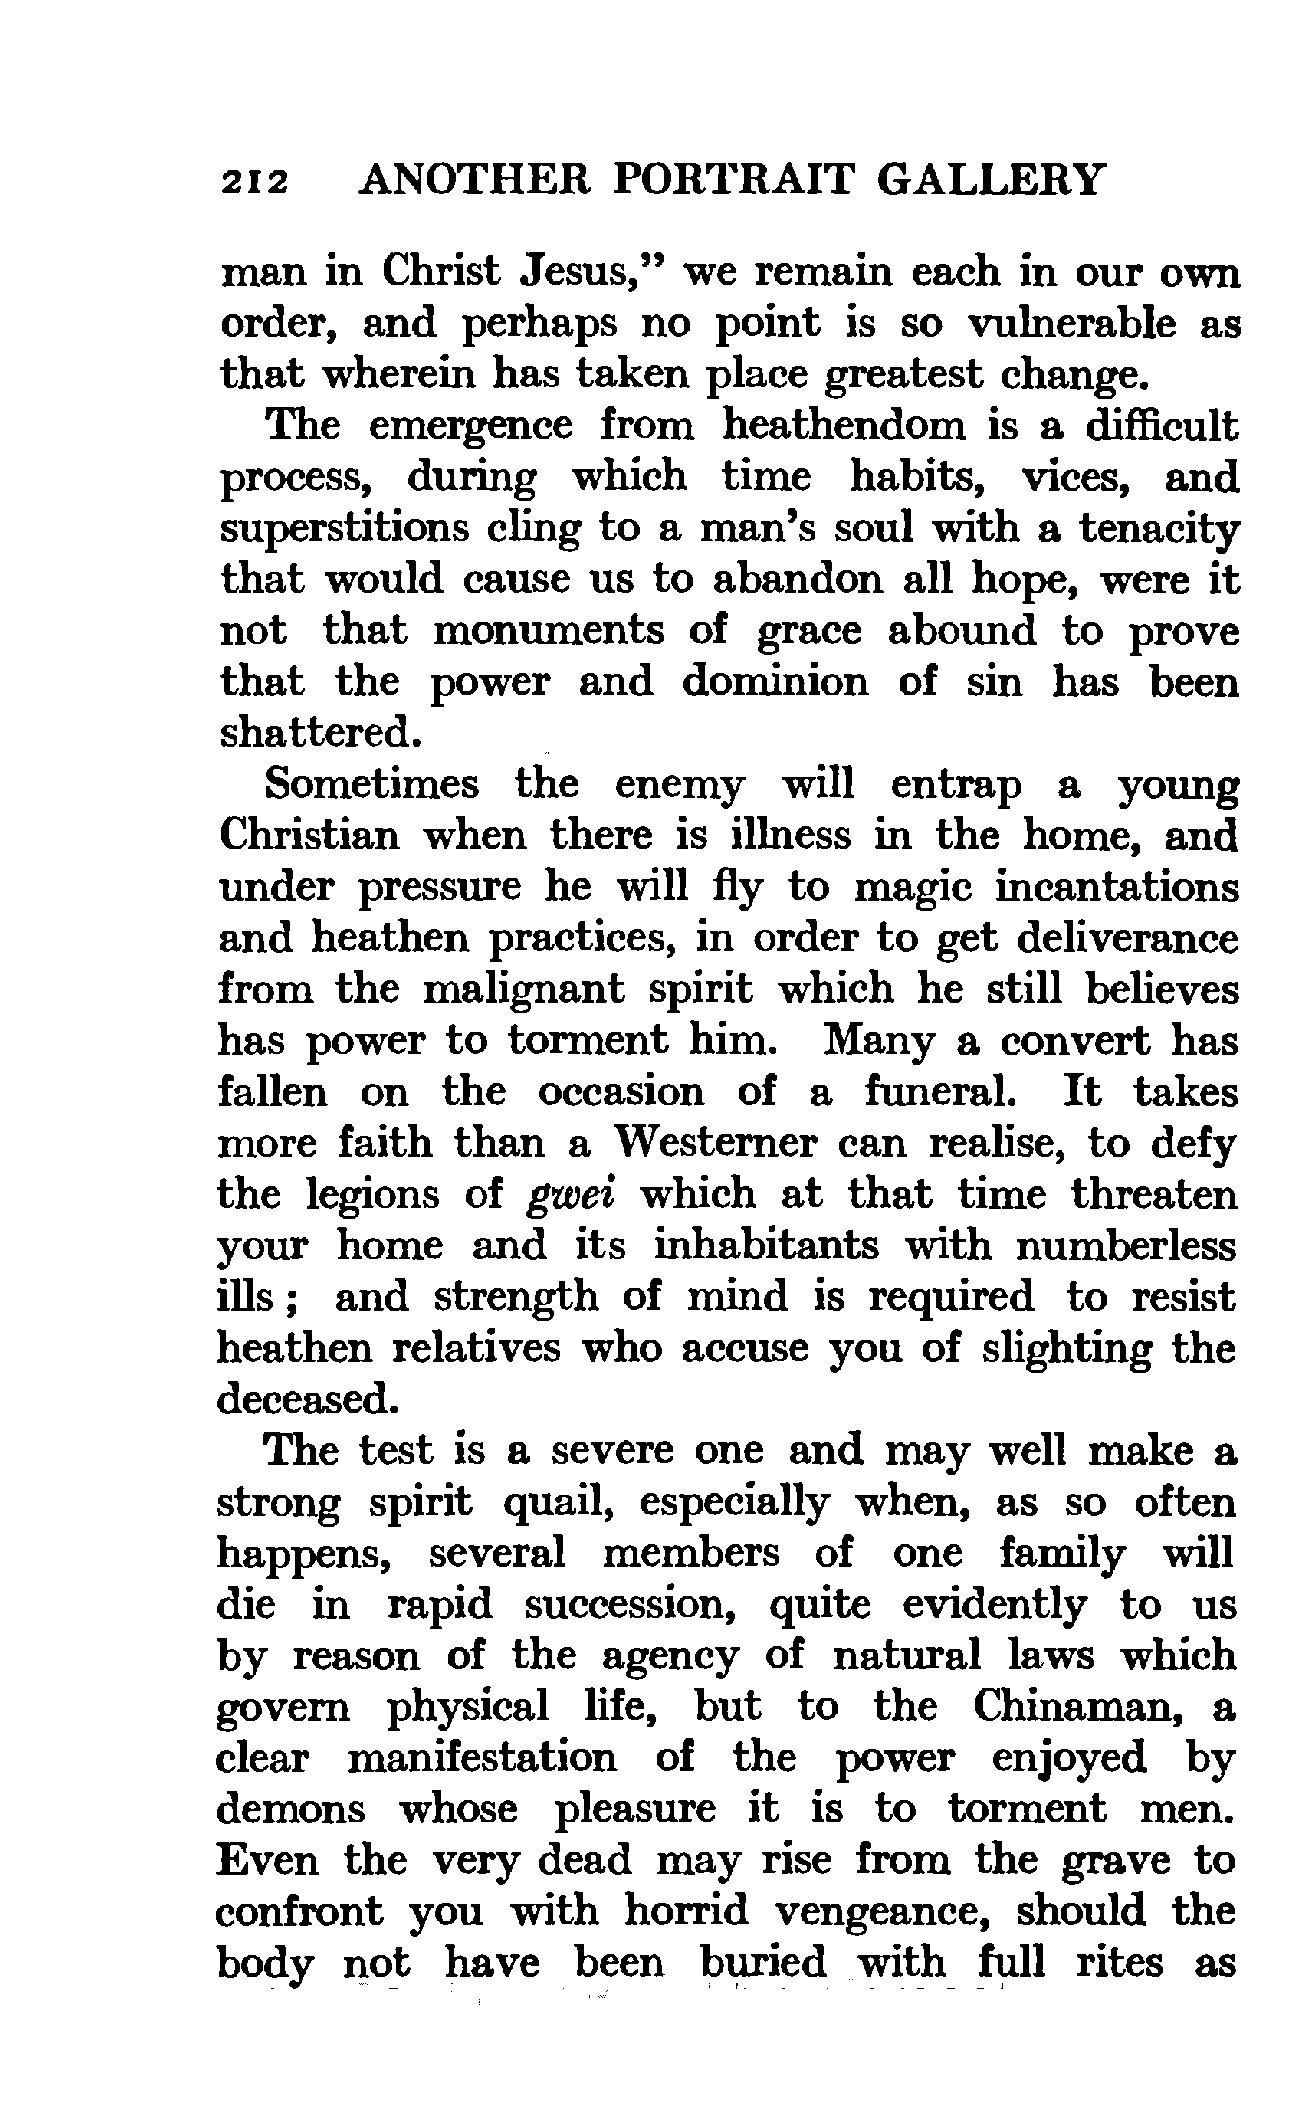 212 ANOTHER PORTRAIT GALLERY
man in Christ Jesus,” we remain each in our own
order, and perhaps no point is so vulnerable as
that wherein has taken place greatest change.
The emergence from heathendom is a difficult
process, during which time habits, vices, and
superstitions cling to a man’s soul with a tenacity
that would cause us to abandon all hope, were it
not that monuments of grace abound to prove
that the power and dominion of sin has been
shattered.
Sometimes the enemy will entrap a young
Christian when there is illness in the home, and
under pressure he will fly to magic incantations
and heathen practices, in order to get deliverance
from the malignant spirit which he still believes
has power to torment him. Many a convert has
fallen on the occasion of a funeral. It takes
more faith than a Westerner can realise, to defy
the legions of gwei which at that time threaten
your home and its inhabitants with numberless
ills ; and strength of mind is required to resist
heathen relatives who accuse you of slighting the
deceased.
The test is a severe one and may well make a
strong spirit quail, especially when, as so often
happens, several members of one family will
die in rapid succession, quite evidently to us
by reason of the agency of natural laws which
govern physical life, but to the Chinaman, a
clear manifestation of the power enjoyed by
demons whose pleasure it is to torment men.
Even the very dead may rise from the grave to
confront you with horrid vengeance, should the
body not have been buried with full rites as